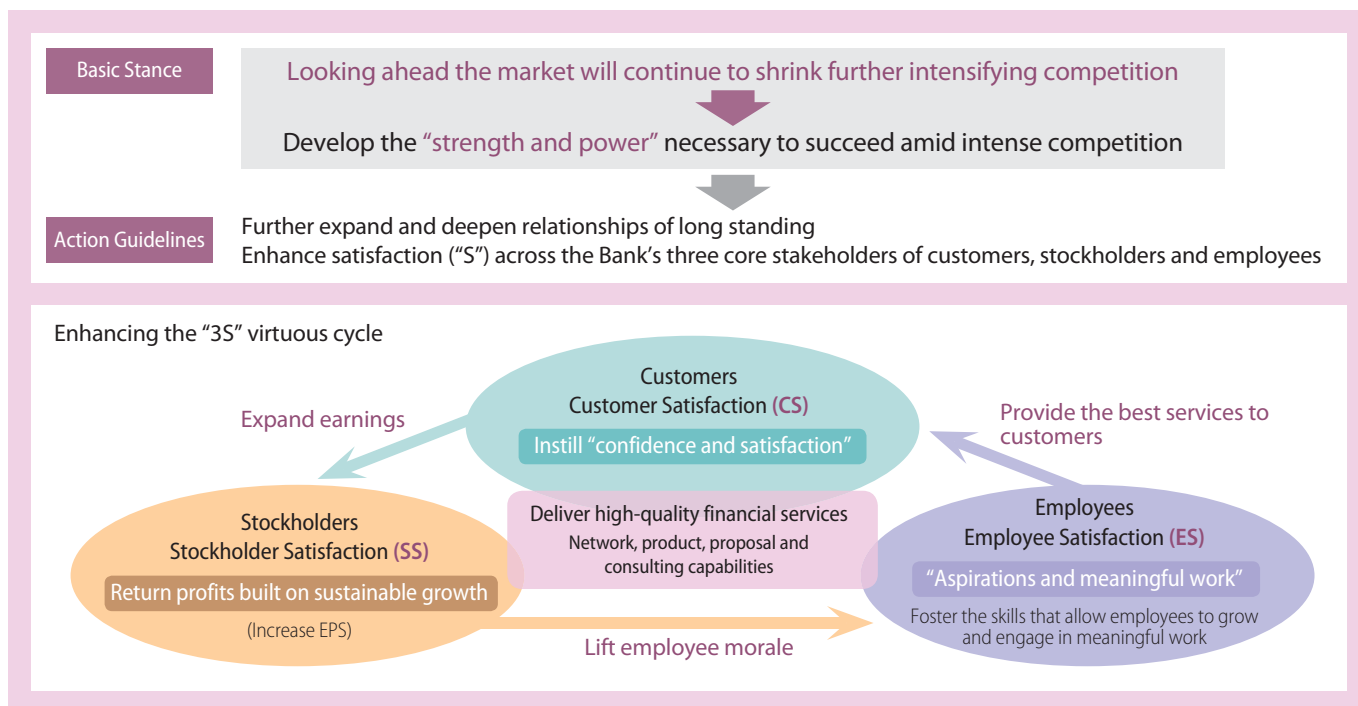 Basic Stance
Looking ahead the market will continue to shrink further intensifying competition
Develop the “strength and power” necessary to succeed amid intense competition
Action Guidelines
Further expand and deepen relationships of long standing
Enhance satisfaction (“S”) across the Bank’s three core stakeholders of customers, stockholders and employees
Enhancing the “3S” virtuous cycle
Customers
Customer Satisfaction (CS)
Instill “confidence and satisfaction”
Expand earnings
Provide the best services to
customers
Stockholders
Stockholder Satisfaction (SS)
Return profits built on sustainable growth
(Increase EPS)
Deliver high-quality financial services
Network, product, proposal and
consulting capabilities
Employees
Employee Satisfaction (ES)
“Aspirations and meaningful work”
Foster the skills that allow employees to grow
and engage in meaningful work
Lift employee morale